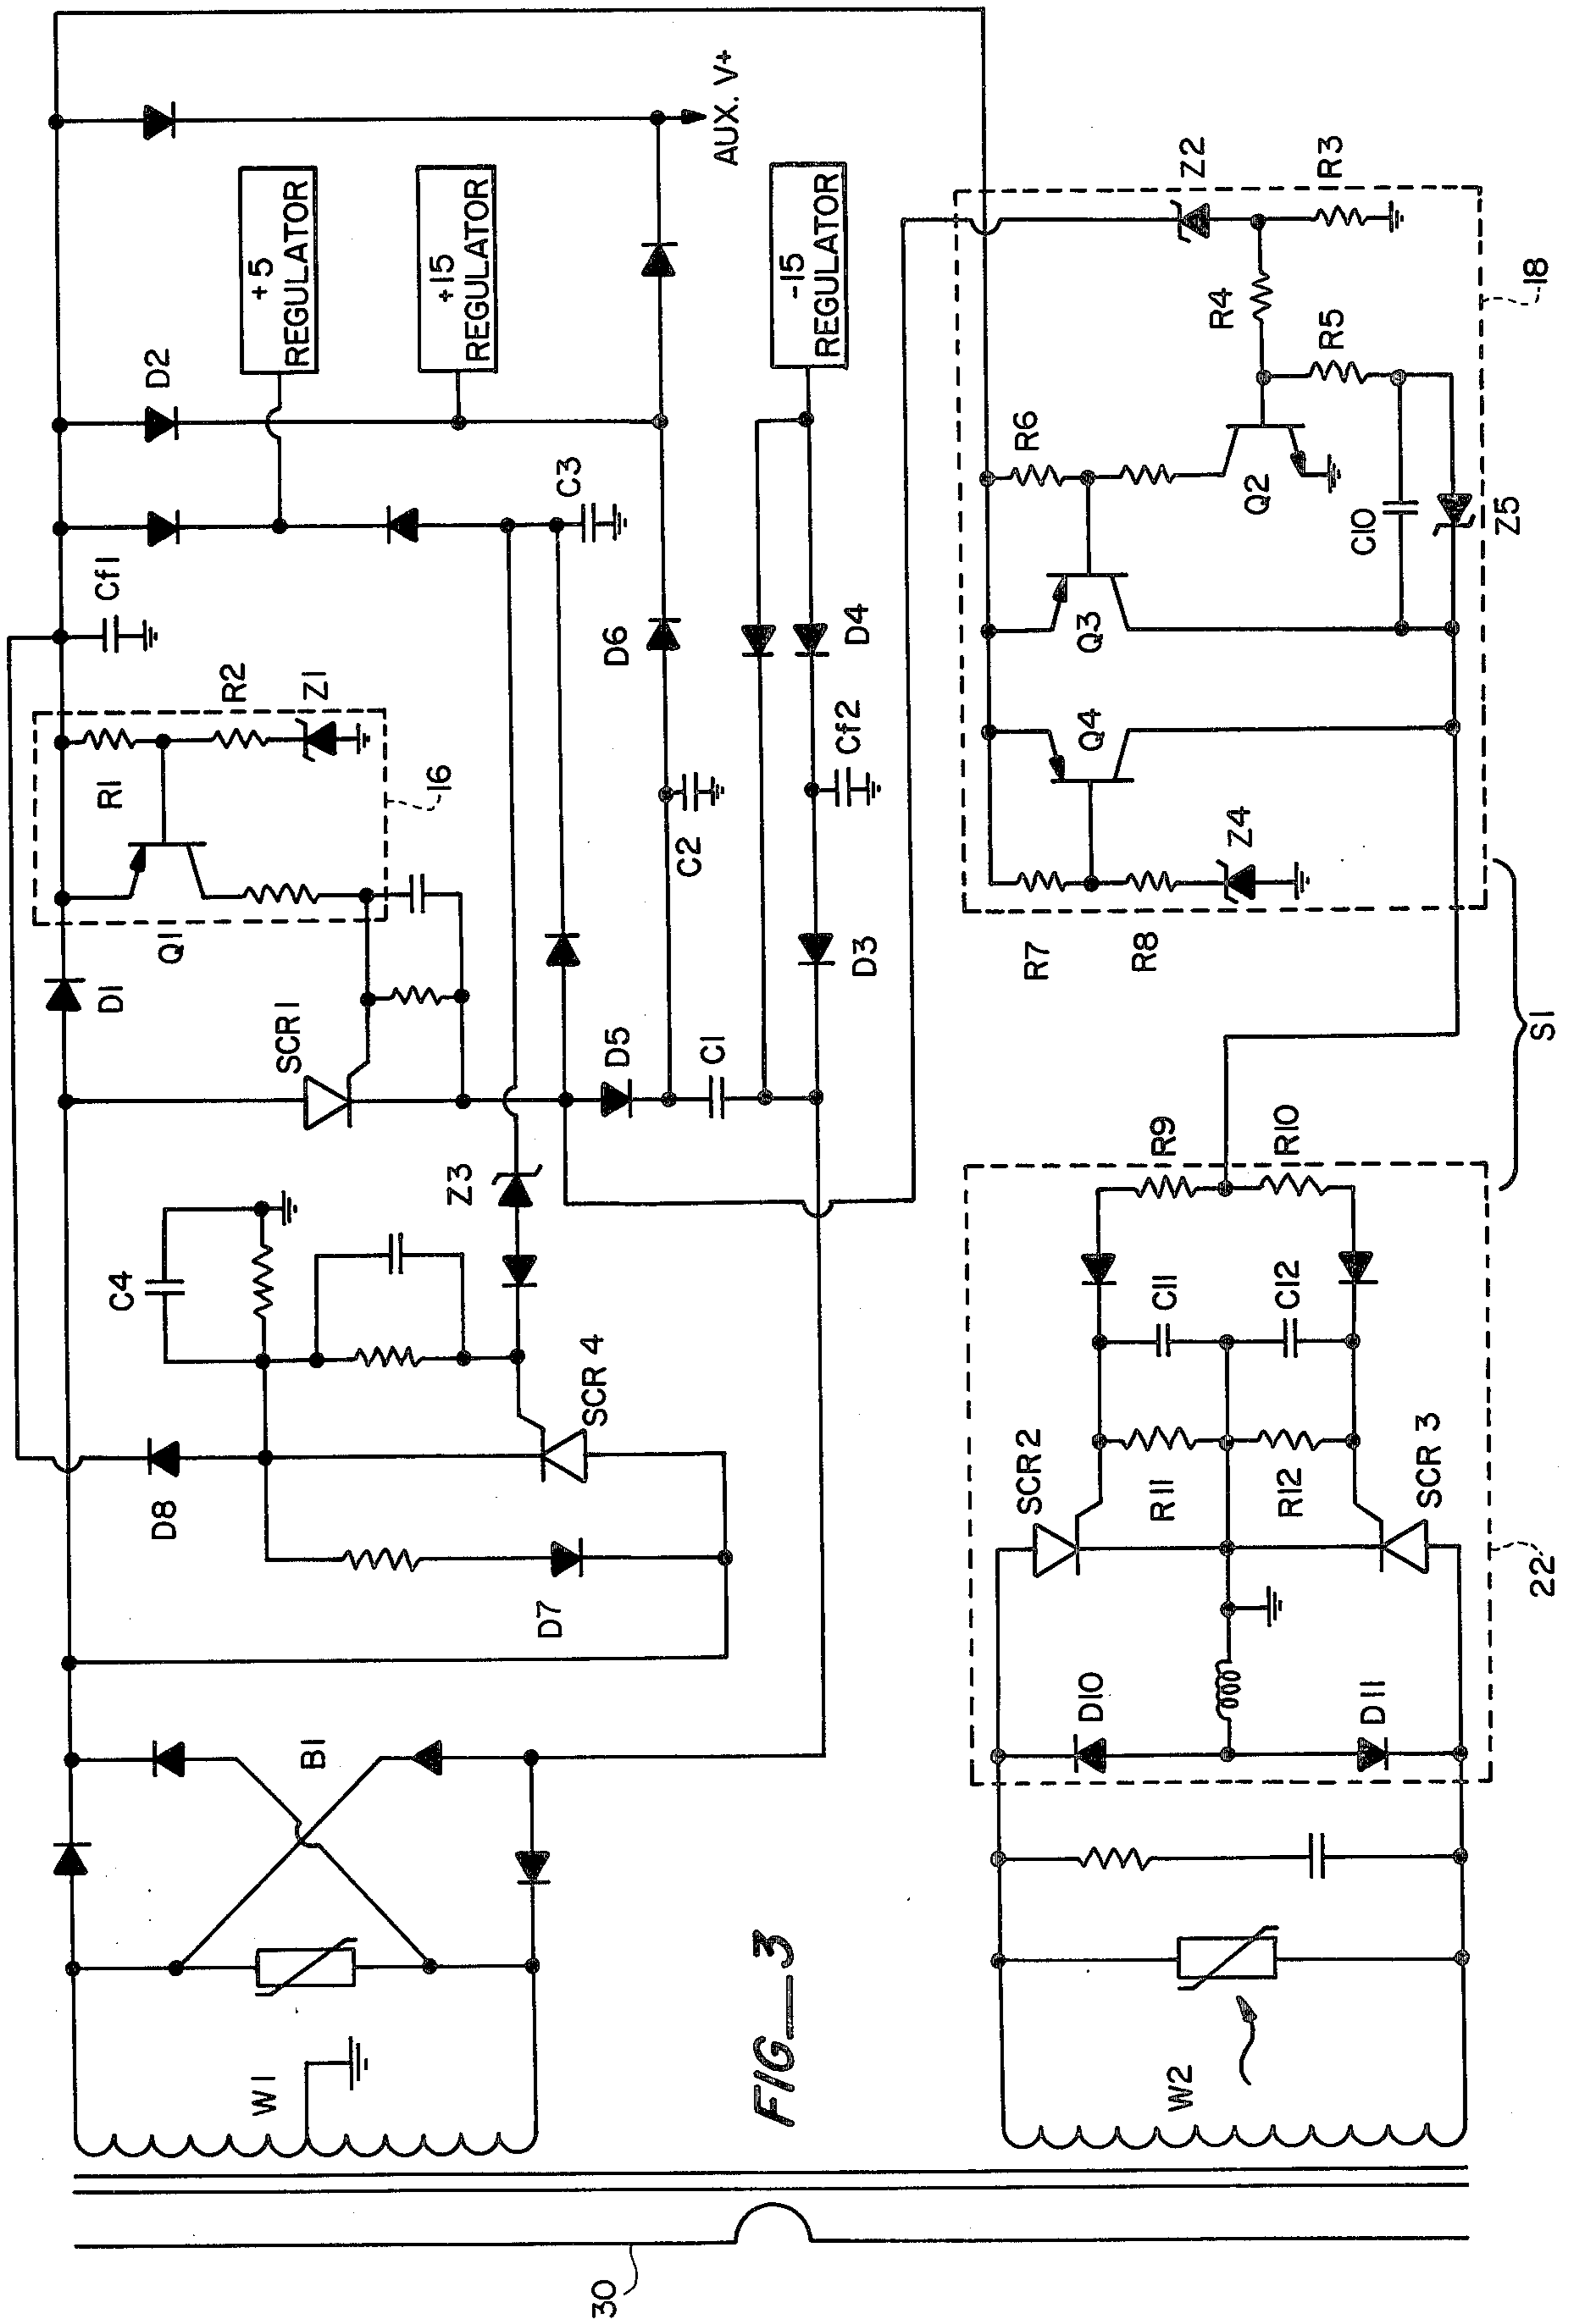 30
W1
B1
D8
D7
C4
SCR 4
Z3
SCR1
D1
Q1
R1
R2
Z1
16
Cf1
D2
+5
REGULATOR
+15
REGULATOR
-15
REGULATOR
AUX. V+
C3
D6
C2
D5
C1
D3
Cf2
D4
FIG_3
W2
D10
D11
SCR2
SCR 3
R11
R12
C11
C12
R9
R10
22
S1
R7
R8
Z4
Q4
Q3
R6
Q2
C10
Z5
R4
R5
Z2
R3
18